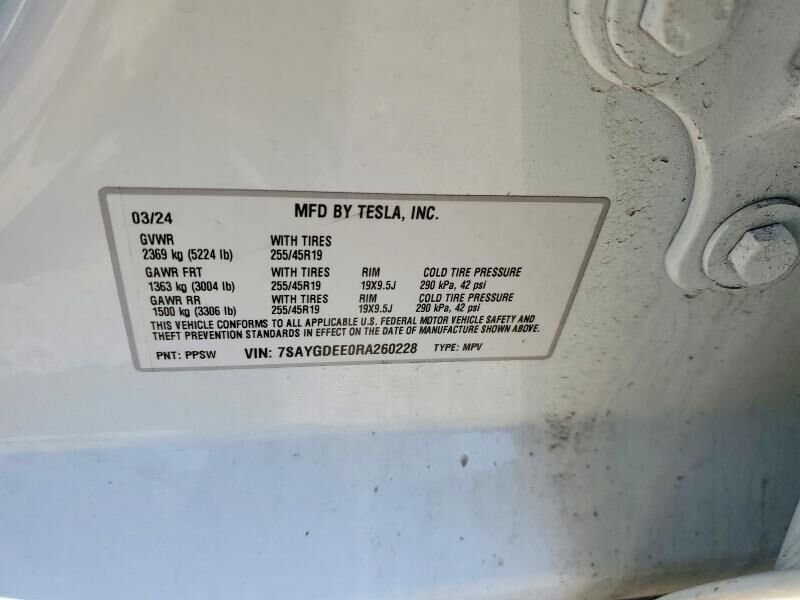 03/24 MFD BY TESLA, INC.
GVWR WITH TIRES
2369 kg (5224 lb) 255/45R19
GAWR FRT WITH TIRES RIM COLD TIRE PRESSURE
1363 kg (3004 lb) 255/45R19 19X9.5J 290 kPa, 42 psi
GAWR RR WITH TIRES RIM COLD TIRE PRESSURE
1500 kg (3306 lb) 255/45R19 19X9.5J 290 kPa, 42 psi
THIS VEHICLE CONFORMS TO ALL APPLICABLE U.S. FEDERAL MOTOR VEHICLE SAFETY AND
THEFT PREVENTION STANDARDS IN EFFECT ON THE DATE OF MANUFACTURE SHOWN ABOVE.
PNT: PPSW VIN: 7SAYGDEE0RA260228 TYPE: MPV